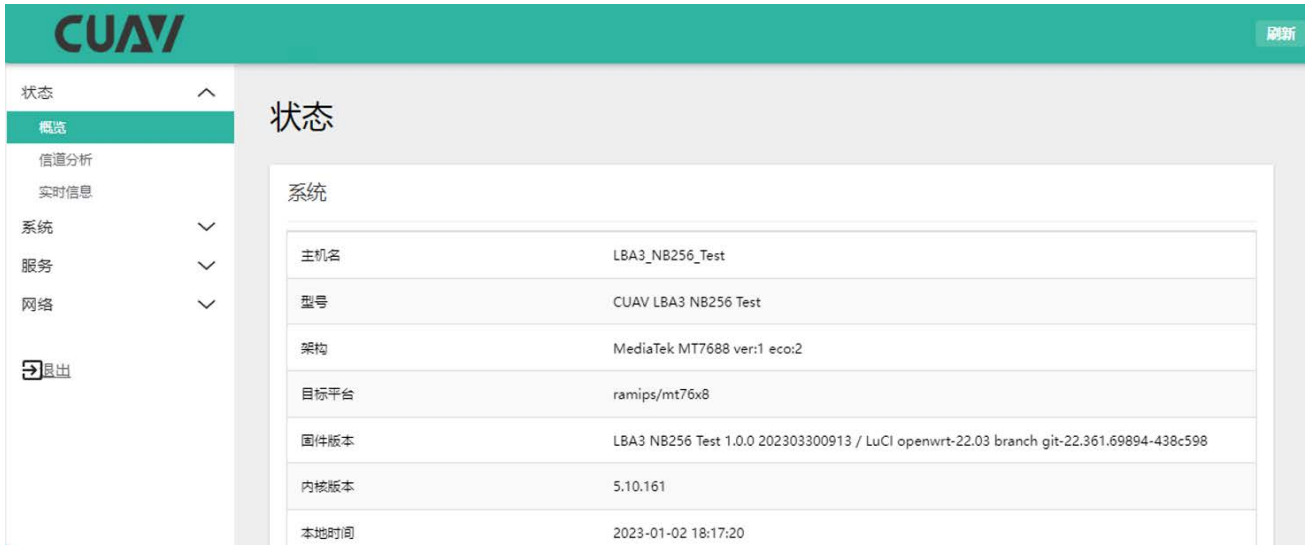 CUAV
刷新
状态
概览
信道分析
实时信息
系统
服务
网络
退出
状态
系统
主机名 LBA3_NB256_Test
型号 CUAV LBA3 NB256 Test
架构 MediaTek MT7688 ver:1 eco:2
目标平台 ramips/mt76x8
固件版本 LBA3 NB256 Test 1.0.0 202303300913 / LuCI openwrt-22.03 branch git-22.361.69894-438c598
内核版本 5.10.161
本地时间 2023-01-02 18:17:20